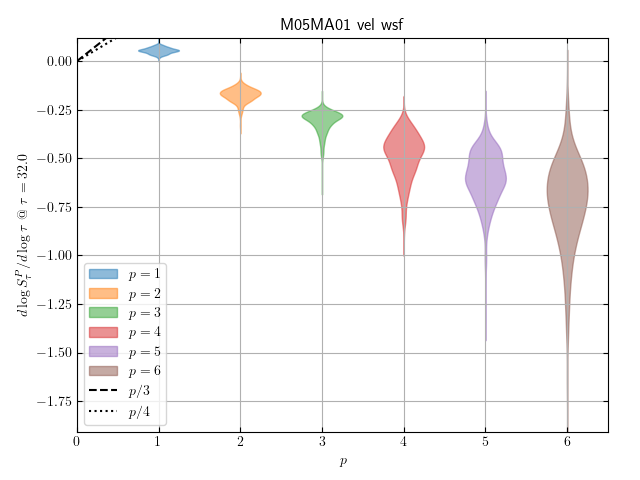 M05MA01 vel wsf
d log S_τ^P / d log τ @ τ = 32.0
0.00
−0.25
−0.50
−0.75
−1.00
−1.25
−1.50
−1.75
p = 1
p = 2
p = 3
p = 4
p = 5
p = 6
p/3
p/4
0 1 2 3 4 5 6
p